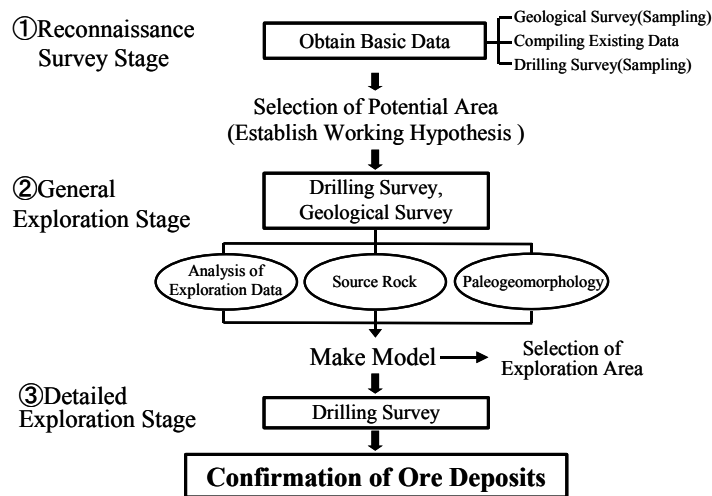 ①Reconnaissance
Survey Stage
Obtain Basic Data
Geological Survey(Sampling)
Compiling Existing Data
Drilling Survey(Sampling)
Selection of Potential Area
(Establish Working Hypothesis )
②General
Exploration Stage
Drilling Survey,
Geological Survey
Analysis of
Exploration Data
Source Rock
Paleogeomorphology
Make Model
Selection of
Exploration Area
③Detailed
Exploration Stage
Drilling Survey
Confirmation of Ore Deposits